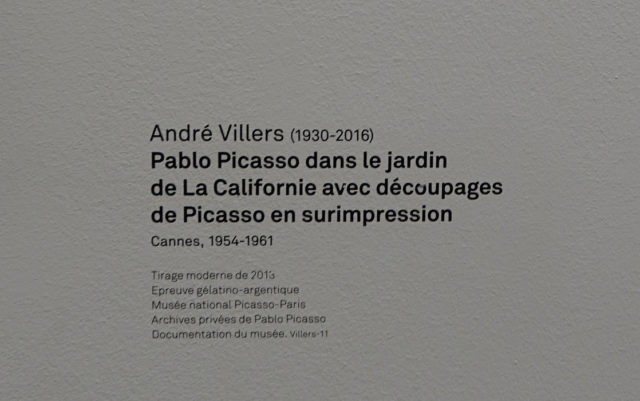 André Villers (1930-2016)
Pablo Picasso dans le jardin
de La Californie avec découpages
de Picasso en surimpression
Cannes, 1954-1961
Tirage moderne de 2013
Epreuve gélatino-argentique
Musée national Picasso-Paris
Archives privées de Pablo Picasso
Documentation du musée. Villers-11